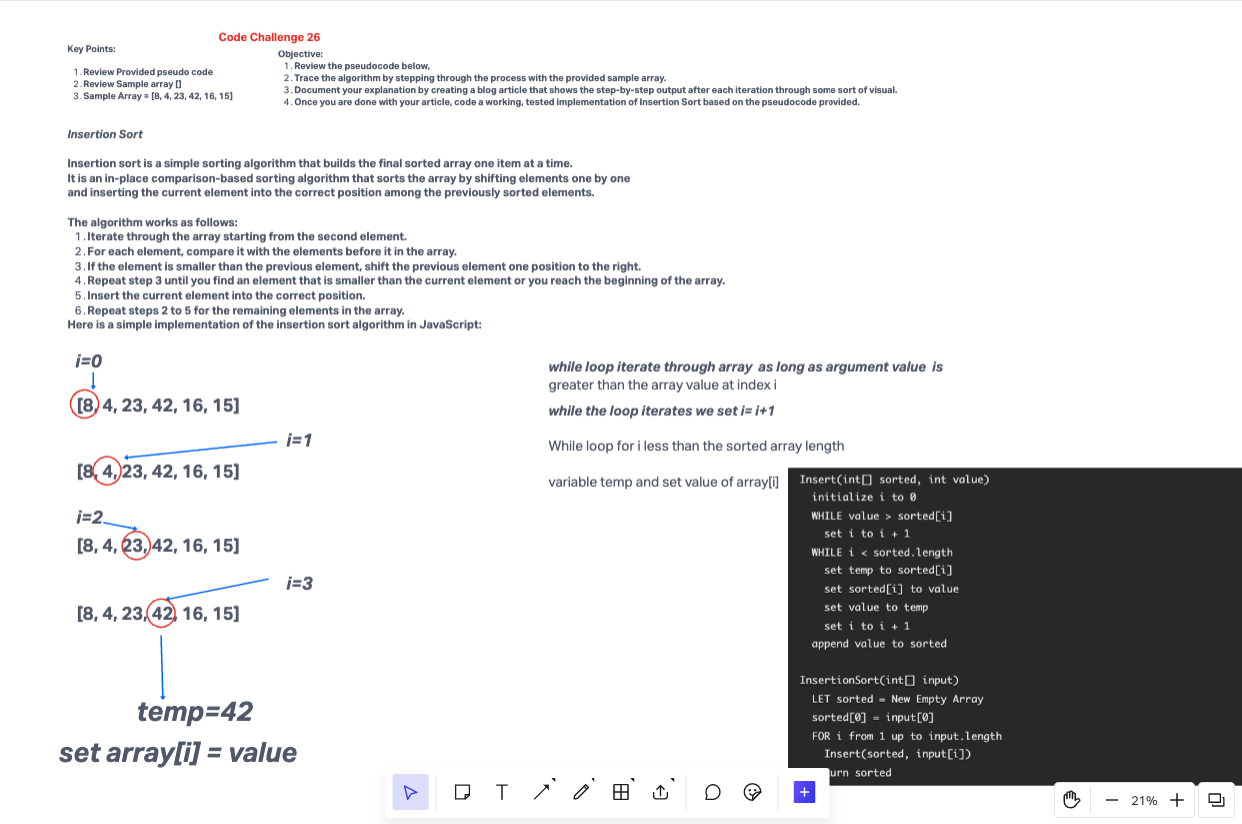 Code Challenge 26
Key Points:
1. Review Provided pseudo code
2. Review Sample array []
3. Sample Array = [8, 4, 23, 42, 16, 15]
Objective:
1. Review the pseudocode below,
2. Trace the algorithm by stepping through the process with the provided sample array.
3. Document your explanation by creating a blog article that shows the step-by-step output after each iteration through some sort of visual.
4. Once you are done with your article, code a working, tested implementation of Insertion Sort based on the pseudocode provided.
Insertion Sort
Insertion sort is a simple sorting algorithm that builds the final sorted array one item at a time.
It is an in-place comparison-based sorting algorithm that sorts the array by shifting elements one by one
and inserting the current element into the correct position among the previously sorted elements.
The algorithm works as follows:
1. Iterate through the array starting from the second element.
2. For each element, compare it with the elements before it in the array.
3. If the element is smaller than the previous element, shift the previous element one position to the right.
4. Repeat step 3 until you find an element that is smaller than the current element or you reach the beginning of the array.
5. Insert the current element into the correct position.
6. Repeat steps 2 to 5 for the remaining elements in the array.
Here is a simple implementation of the insertion sort algorithm in JavaScript:
i=0
[8, 4, 23, 42, 16, 15]
i=1
[8, 4, 23, 42, 16, 15]
i=2
[8, 4, 23, 42, 16, 15]
i=3
[8, 4, 23, 42, 16, 15]
temp=42
set array[i] = value
while loop iterate through array as long as argument value is
greater than the array value at index i
while the loop iterates we set i= i+1
While loop for i less than the sorted array length
variable temp and set value of array[i]
Insert(int[] sorted, int value)
initialize i to 0
WHILE value > sorted[i]
set i to i + 1
WHILE i < sorted.length
set temp to sorted[i]
set sorted[i] to value
set value to temp
set i to i + 1
append value to sorted
InsertionSort(int[] input)
LET sorted = New Empty Array
sorted[0] = input[0]
FOR i from 1 up to input.length
Insert(sorted, input[i])
urn sorted
T
21%